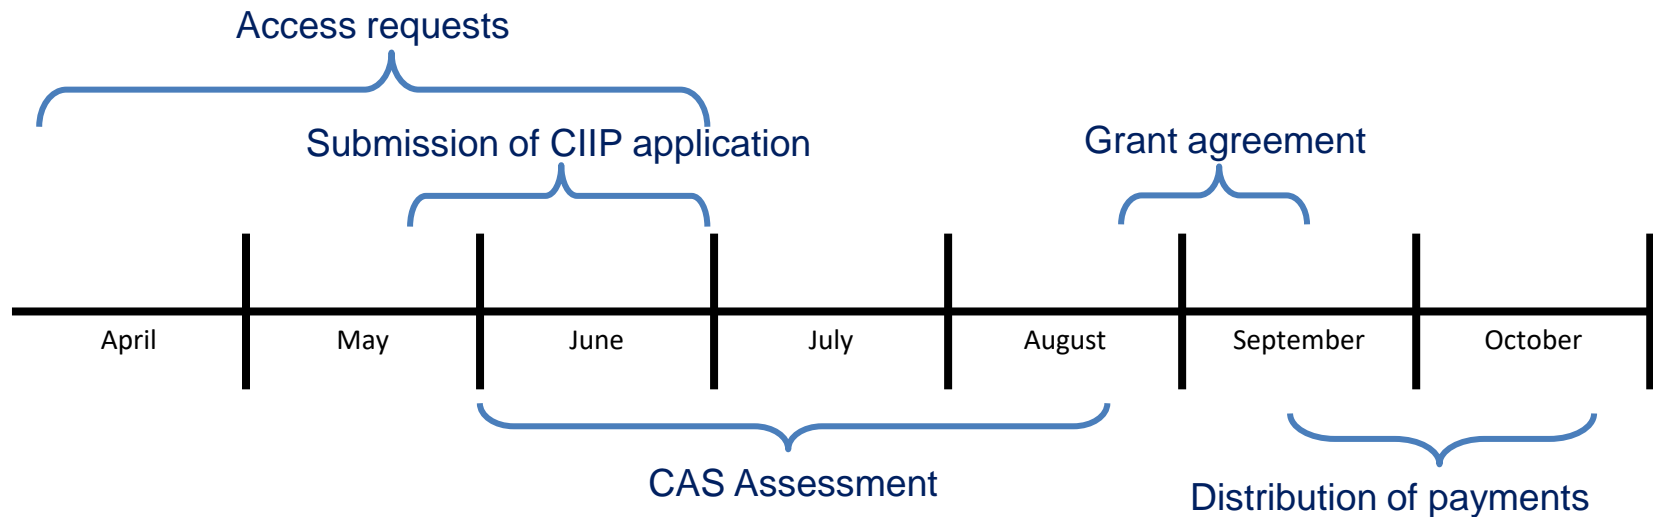 Access requests
Submission of CIIP application
Grant agreement
April
May
June
July
August
September
October
CAS Assessment
Distribution of payments